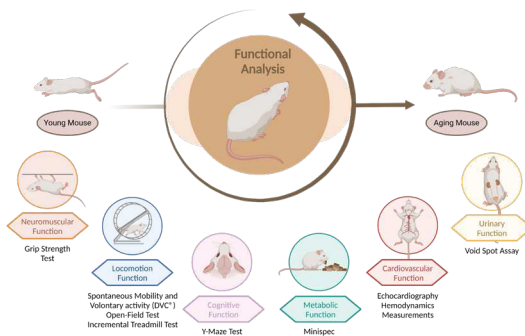 Functional
Analysis
Young Mouse
Aging Mouse
Neuromuscular
Function
Grip Strength
Test
Locomotion
Function
Spontaneous Mobility and
Voluntary activity (DVC®)
Open-Field Test
Incremental Treadmill Test
Cognitive
Function
Y-Maze Test
Metabolic
Function
Minispec
Cardiovascular
Function
Echocardiography
Hemodynamics
Measurements
Urinary
Function
Void Spot Assay